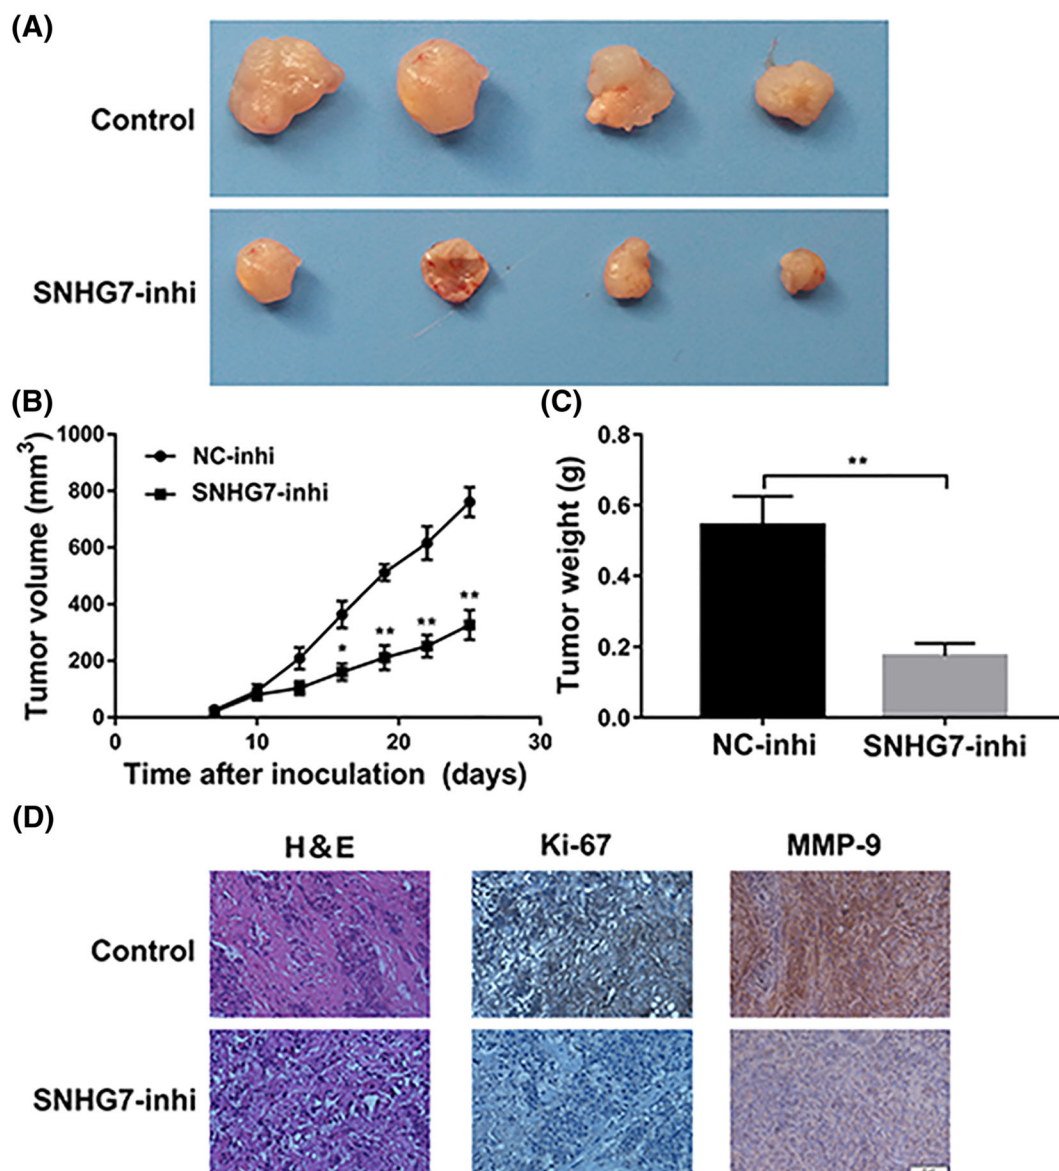 (A)
Control
SNHG7-inhi
(B)
Tumor volume (mm³)
1000
800
600
400
200
0
NC-inhi
SNHG7-inhi
*
**
**
**
0
10
20
30
Time after inoculation (days)
(C)
Tumor weight (g)
0.8
0.6
0.4
0.2
0.0
**
NC-inhi
SNHG7-inhi
(D)
H&E
Ki-67
MMP-9
Control
SNHG7-inhi